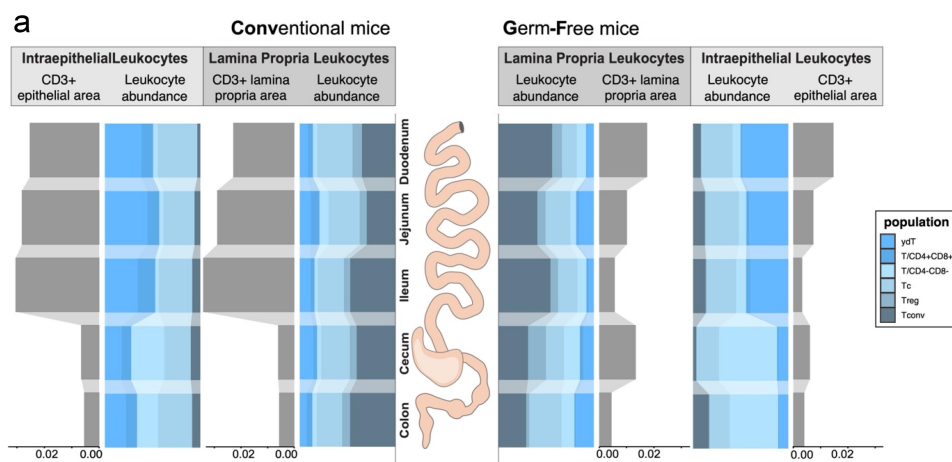 a
Conventional mice
Germ-Free mice
IntraepithelialLeukocytes
CD3+ epithelial area
Leukocyte abundance
Lamina Propria Leukocytes
CD3+ lamina propria area
Leukocyte abundance
Lamina Propria Leukocytes
Leukocyte abundance
CD3+ lamina propria area
Intraepithelial Leukocytes
Leukocyte abundance
CD3+ epithelial area
Duodenum
Jejunum
Ileum
Cecum
Colon
population
ydT
T/CD4+CD8+
T/CD4-CD8-
Tc
Treg
Tconv
0.02 0.00 0.02 0.00 0.00 0.02 0.00 0.02